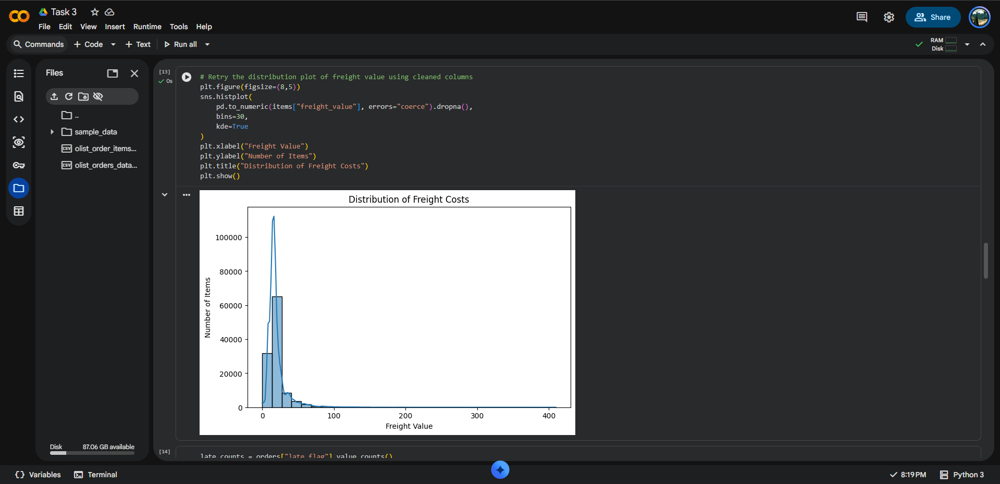 Task 3
File Edit View Insert Runtime Tools Help
Share
Commands + Code + Text Run all
RAM
Disk
Files
..
sample_data
olist_order_items...
olist_orders_data...
Disk 87.06 GB available
[13]
0s
# Retry the distribution plot of freight value using cleaned columns
plt.figure(figsize=(8,5))
sns.histplot(
    pd.to_numeric(items["freight_value"], errors="coerce").dropna(),
    bins=30,
    kde=True
)
plt.xlabel("Freight Value")
plt.ylabel("Number of Items")
plt.title("Distribution of Freight Costs")
plt.show()
Distribution of Freight Costs
100000
80000
60000
40000
20000
0
Number of Items
0 100 200 300 400
Freight Value
[14]
late_counts = orders["late_flag"].value_counts()
Variables Terminal
8:19 PM Python 3